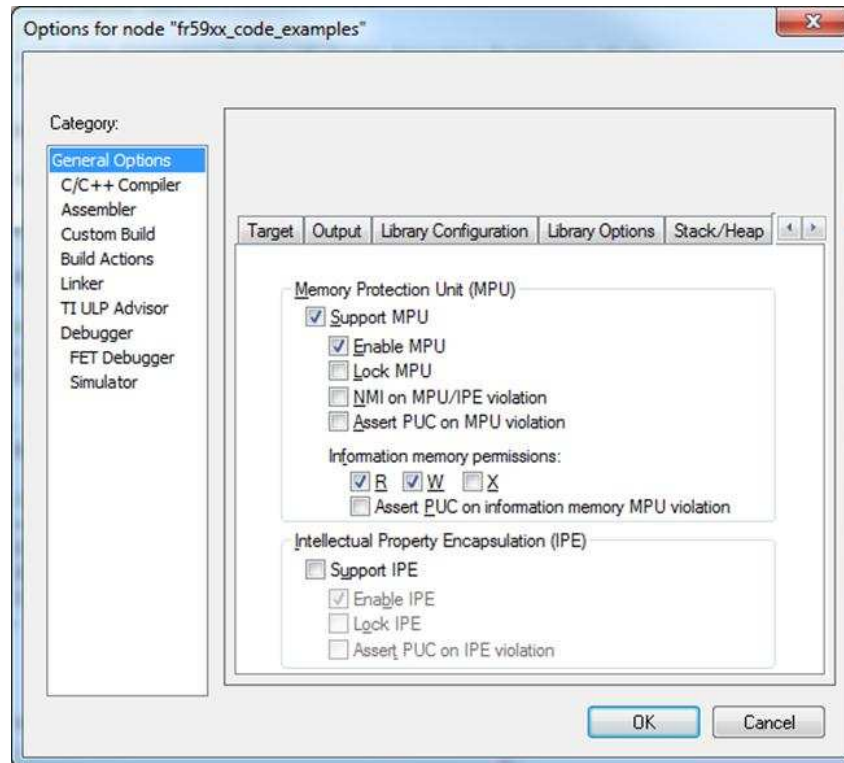 Options for node "fr59xx_code_examples"
Category:
General Options
C/C++ Compiler
Assembler
Custom Build
Build Actions
Linker
TI ULP Advisor
Debugger
FET Debugger
Simulator
Target Output Library Configuration Library Options Stack/Heap
Memory Protection Unit (MPU)
Support MPU
Enable MPU
Lock MPU
NMI on MPU/IPE violation
Assert PUC on MPU violation
Information memory permissions:
R W X
Assert PUC on information memory MPU violation
Intellectual Property Encapsulation (IPE)
Support IPE
Enable IPE
Lock IPE
Assert PUC on IPE violation
OK Cancel